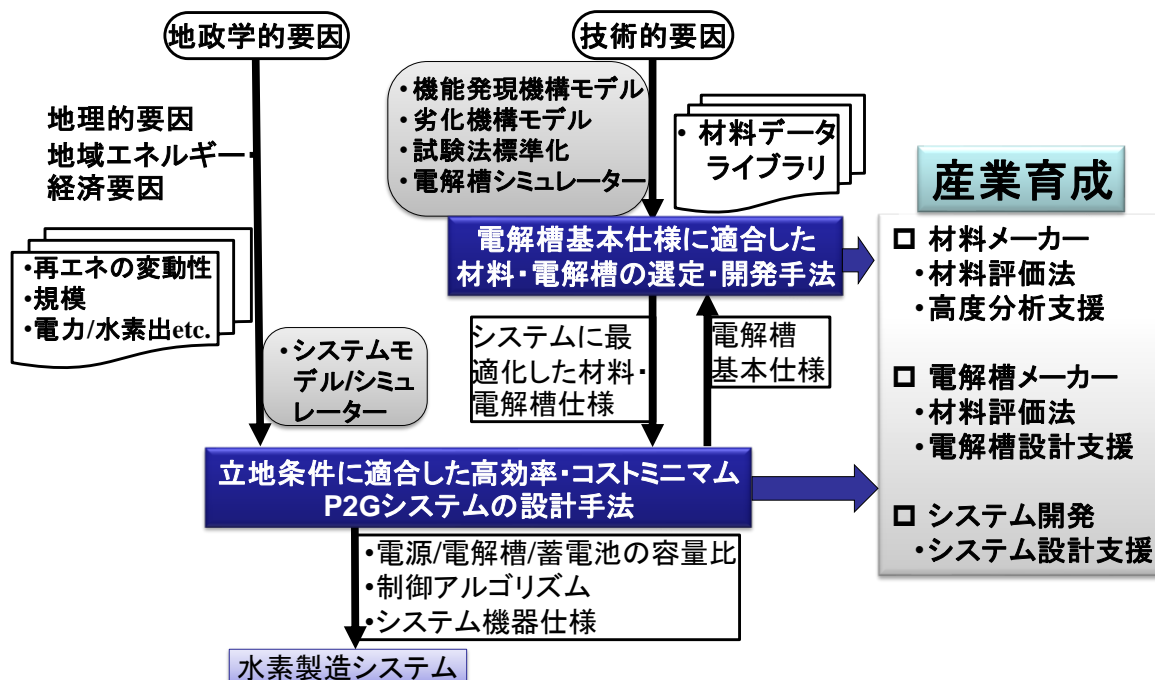 地政学的要因
技術的要因
・機能発現機構モデル
・劣化機構モデル
・試験法標準化
・電解槽シミュレーター
・材料データ
ライブラリ
地理的要因
地域エネルギー・
経済要因
・再エネの変動性
・規模
・電力/水素出etc.
・システムモ
デル/シミュ
レーター
電解槽基本仕様に適合した
材料・電解槽の選定・開発手法
システムに最
適化した材料・
電解槽仕様
電解槽
基本仕様
立地条件に適合した高効率・コストミニマム
P2Gシステムの設計手法
・電源/電解槽/蓄電池の容量比
・制御アルゴリズム
・システム機器仕様
水素製造システム
産業育成
□ 材料メーカー
・材料評価法
・高度分析支援
□ 電解槽メーカー
・材料評価法
・電解槽設計支援
□ システム開発
・システム設計支援